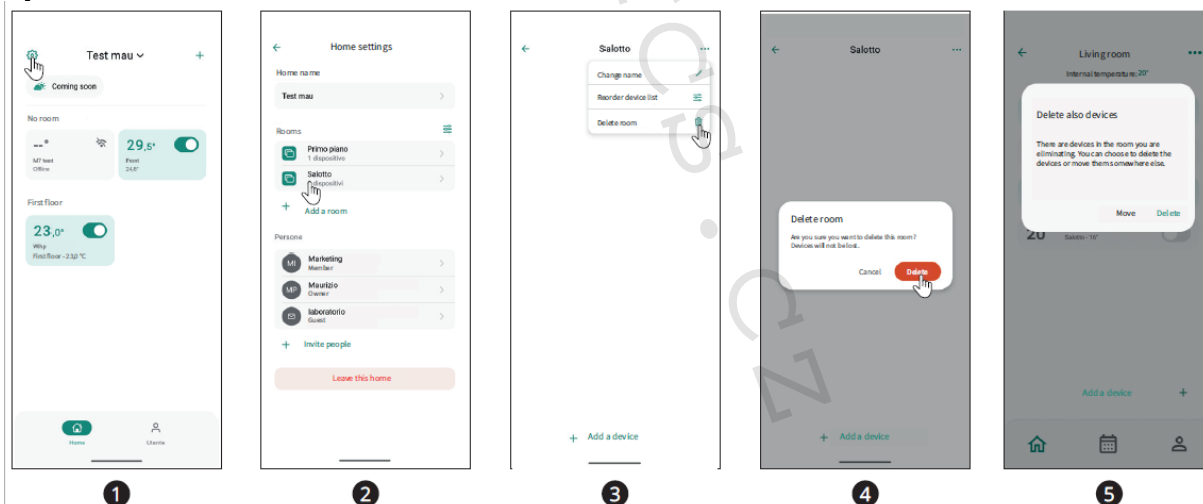 Test mau
+
Coming soon
No room
--°
29,5°
M7 test
Offline
Front
24.8°
First floor
23,0°
Why
First floor - 23,0 °C
Home
Utente
1
Home settings
Home name
Test mau
Rooms
Primo piano
1 dispositivo
Salotto
dispositivi
+ Add a room
Persone
MI
Marketing
Member
MP
Maurizio
Owner
laboratorio
Guest
+ Invite people
Leave this home
2
Salotto
...
Change name
Reorder device list
Delete room
+ Add a device
3
Salotto
...
Delete room
Are you sure you want to delete this room?
Devices will not be lost.
Cancel
Delete
+ Add a device
4
Living room
...
Internal temperature: 20°
Delete also devices
There are devices in the room you are
eliminating. You can choose to delete the
devices or move them somewhere else.
Move
Delete
20
Salotto - 16°
Add a device +
5